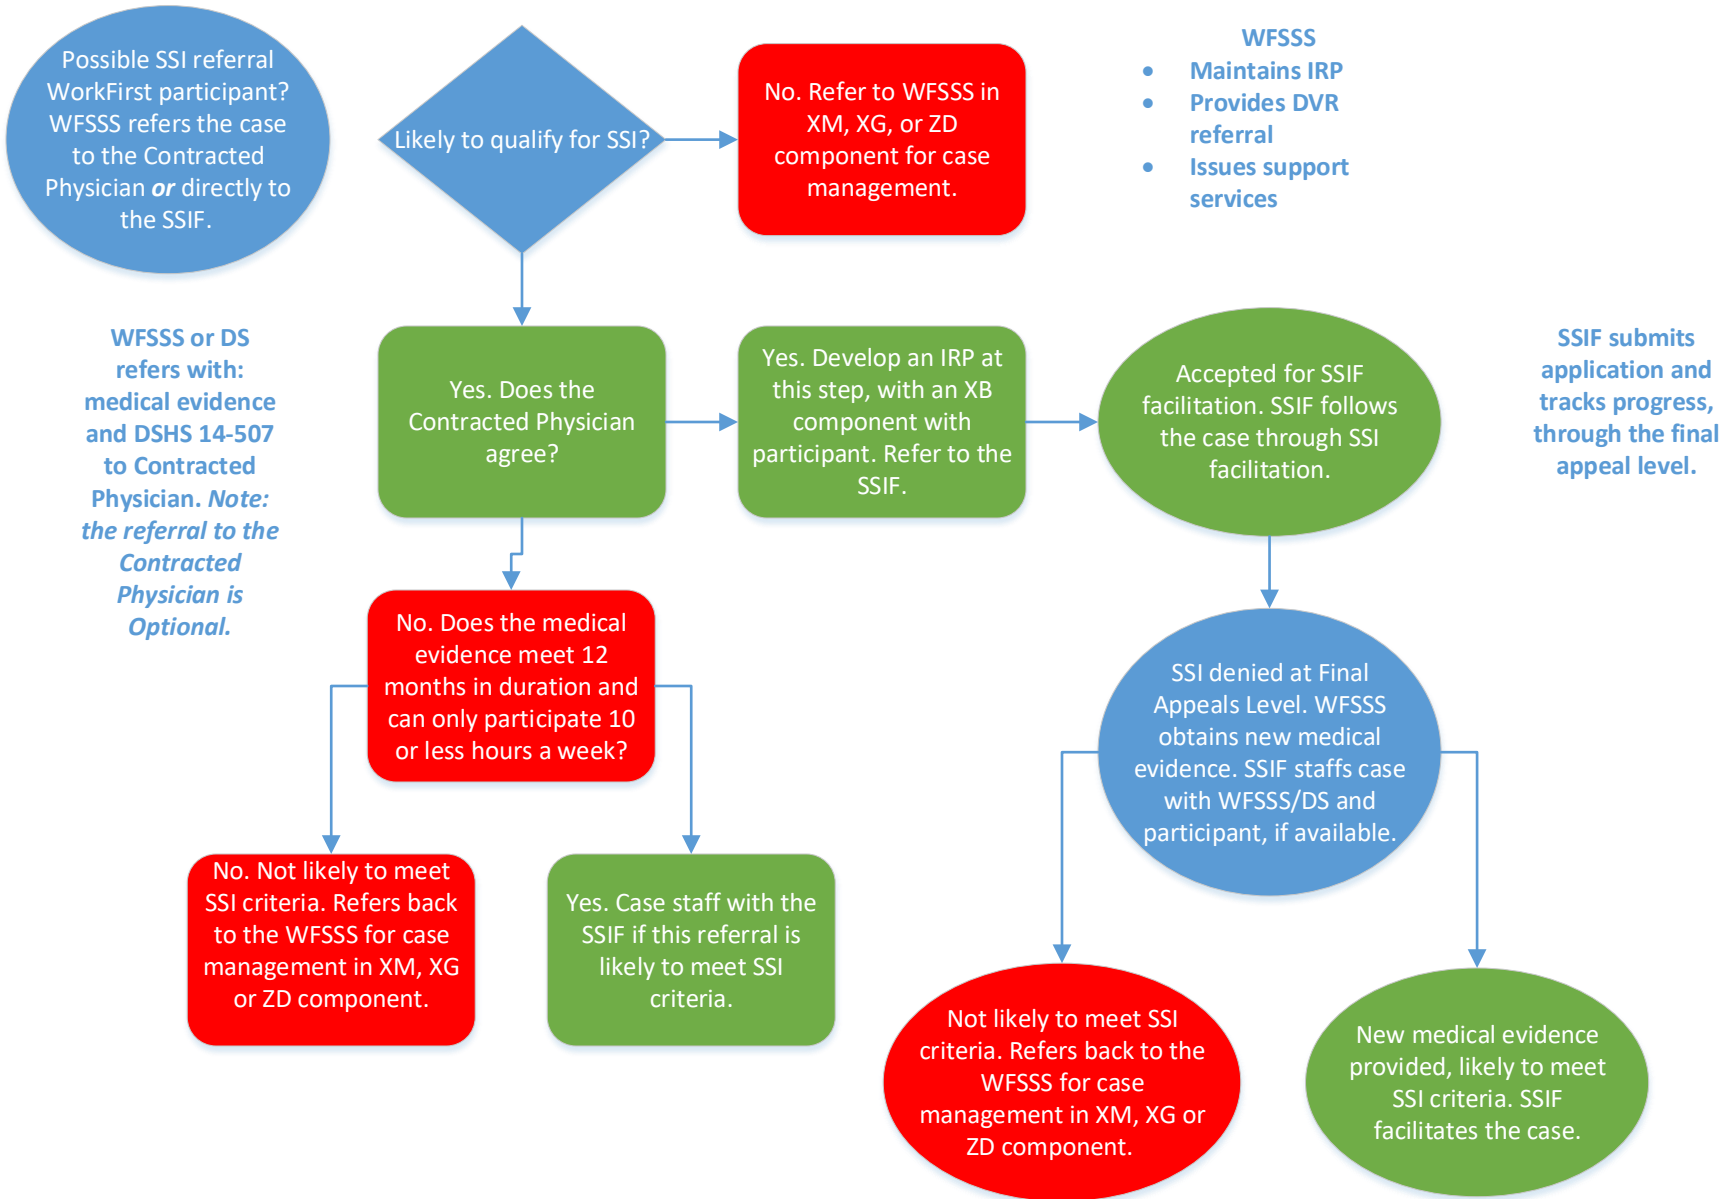 Possible SSI referral
WorkFirst participant?
WFSSS refers the case
to the Contracted
Physician or directly to
the SSIF.
Likely to qualify for SSI?
No. Refer to WFSSS in
XM, XG, or ZD
component for case
management.
WFSSS
• Maintains IRP
• Provides DVR
referral
• Issues support
services
WFSSS or DS
refers with:
medical evidence
and DSHS 14-507
to Contracted
Physician. Note:
the referral to the
Contracted
Physician is
Optional.
Yes. Does the
Contracted Physician
agree?
Yes. Develop an IRP at
this step, with an XB
component with
participant. Refer to the
SSIF.
Accepted for SSIF
facilitation. SSIF follows
the case through SSI
facilitation.
SSIF submits
application and
tracks progress,
through the final
appeal level.
No. Does the medical
evidence meet 12
months in duration and
can only participate 10
or less hours a week?
SSI denied at Final
Appeals Level. WFSSS
obtains new medical
evidence. SSIF staffs case
with WFSSS/DS and
participant, if available.
No. Not likely to meet
SSI criteria. Refers back
to the WFSSS for case
management in XM, XG
or ZD component.
Yes. Case staff with the
SSIF if this referral is
likely to meet SSI
criteria.
Not likely to meet SSI
criteria. Refers back to the
WFSSS for case
management in XM, XG or
ZD component.
New medical evidence
provided, likely to meet
SSI criteria. SSIF
facilitates the case.